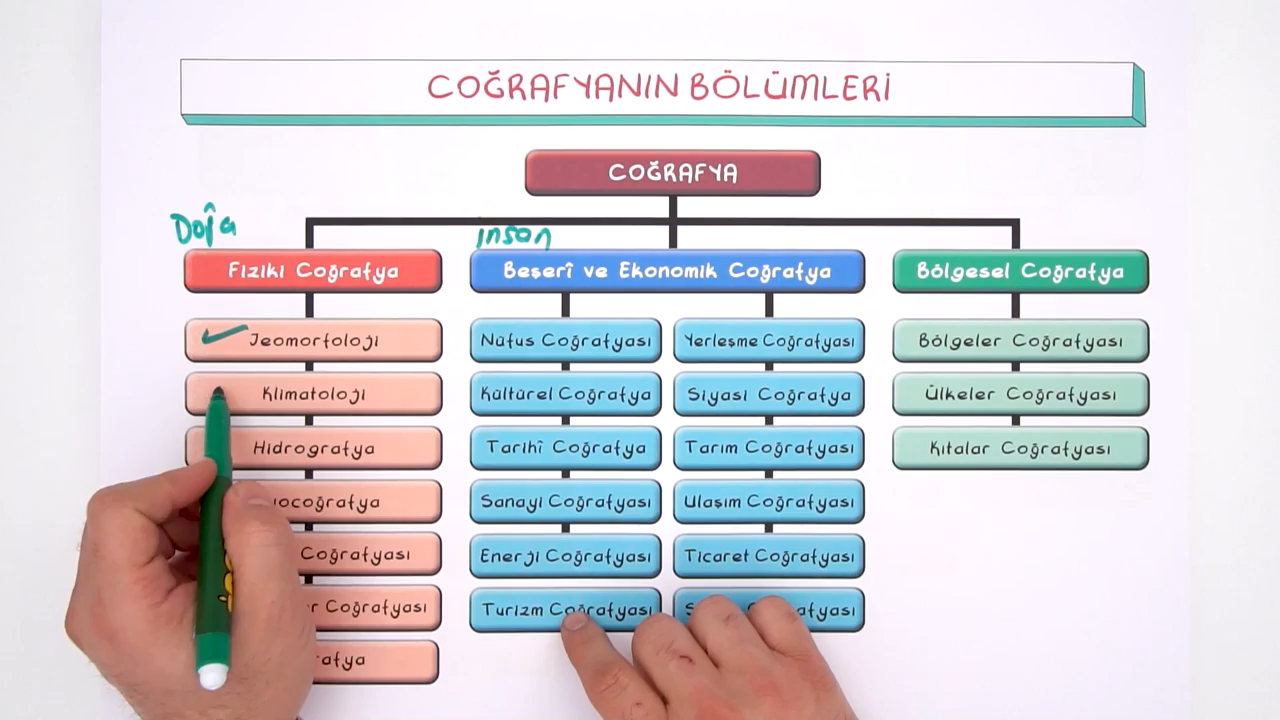 COĞRAFYANIN BÖLÜMLERİ
COĞRAFYA
Doğa
insan
Fiziki Coğrafya
Jeomorfoloji
Klimatoloji
Hidrografya
Coğrafyası
Coğrafyası
Beşerî ve Ekonomik Coğrafya
Nüfus Coğrafyası
Kültürel Coğrafya
Tarihî Coğrafya
Sanayi Coğrafyası
Enerji Coğrafyası
Turizm Coğrafyası
Yerleşme Coğrafyası
Siyasi Coğrafya
Tarım Coğrafyası
Ulaşım Coğrafyası
Ticaret Coğrafyası
Bölgesel Coğrafya
Bölgeler Coğrafyası
Ülkeler Coğrafyası
Kıtalar Coğrafyası